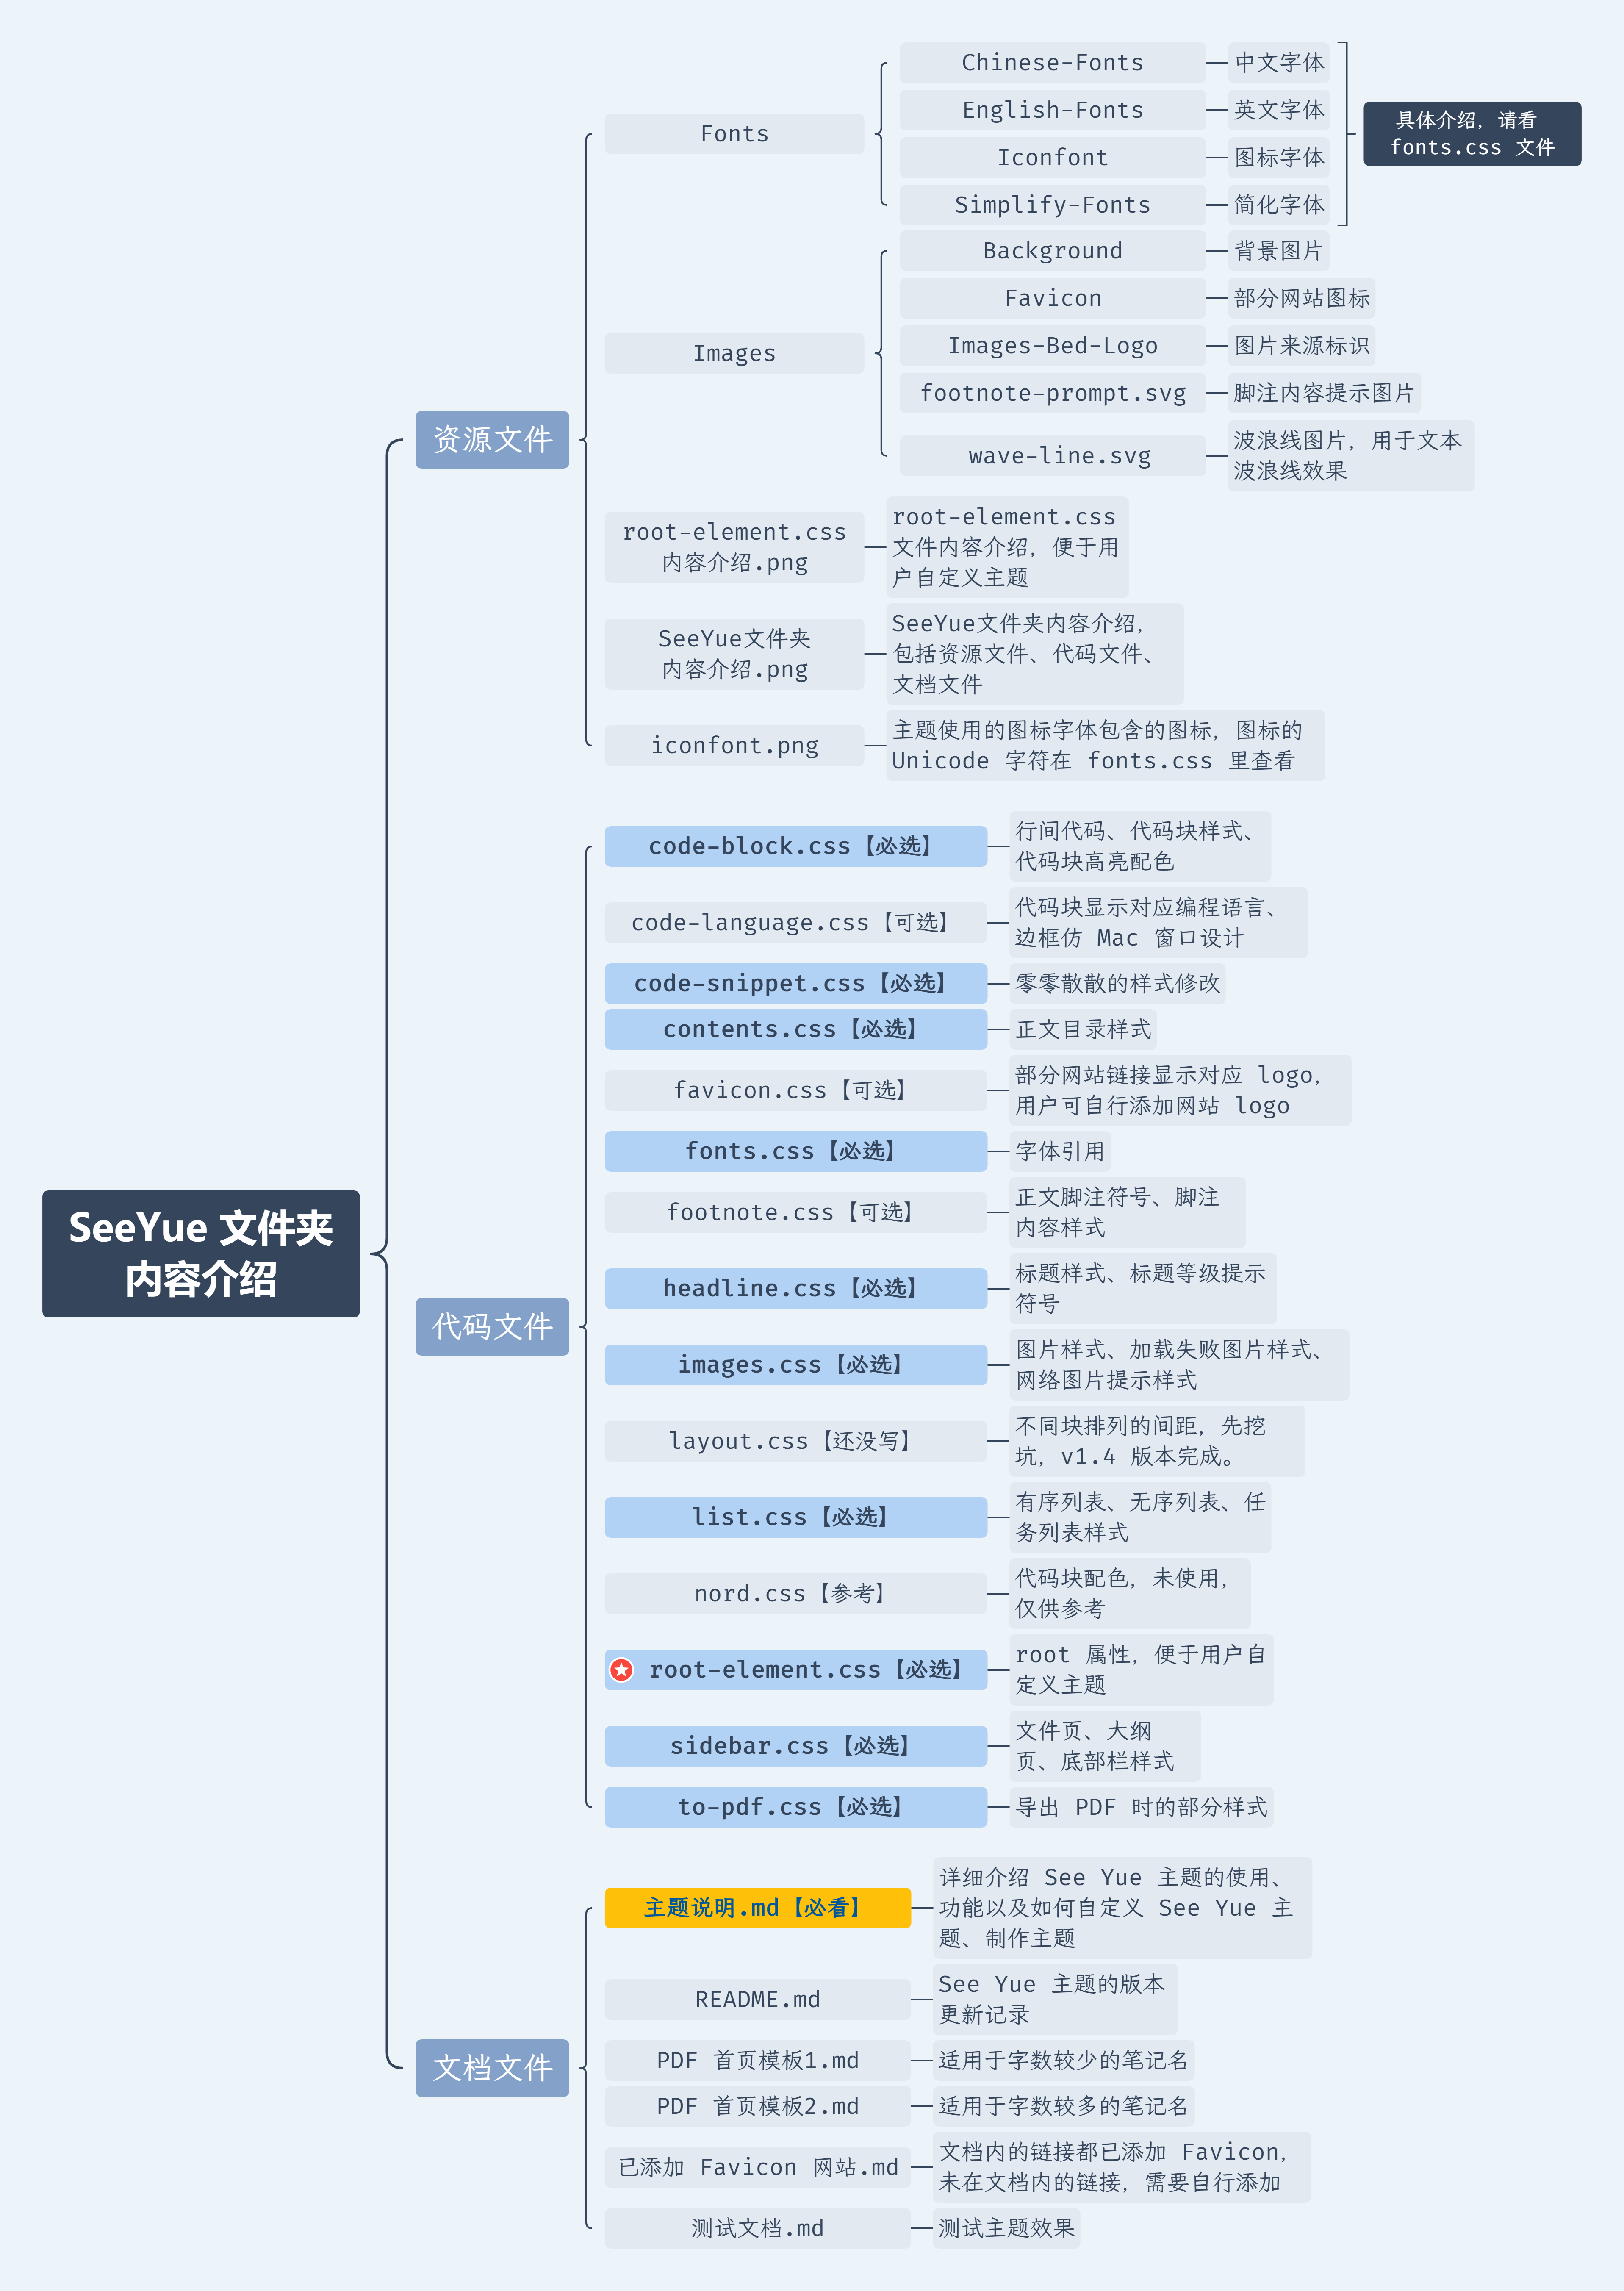 SeeYue 文件夹
内容介绍
资源文件
Fonts
Chinese-Fonts
中文字体
English-Fonts
英文字体
Iconfont
图标字体
Simplify-Fonts
简化字体
具体介绍，请看
fonts.css 文件
Images
Background
背景图片
Favicon
部分网站图标
Images-Bed-Logo
图片来源标识
footnote-prompt.svg
脚注内容提示图片
wave-line.svg
波浪线图片，用于文本
波浪线效果
root-element.css
内容介绍.png
root-element.css
文件内容介绍，便于用
户自定义主题
SeeYue文件夹
内容介绍.png
SeeYue文件夹内容介绍，
包括资源文件、代码文件、
文档文件
iconfont.png
主题使用的图标字体包含的图标，图标的
Unicode 字符在 fonts.css 里查看
代码文件
code-block.css【必选】
行间代码、代码块样式、
代码块高亮配色
code-language.css【可选】
代码块显示对应编程语言、
边框仿 Mac 窗口设计
code-snippet.css【必选】
零零散散的样式修改
contents.css【必选】
正文目录样式
favicon.css【可选】
部分网站链接显示对应 logo，
用户可自行添加网站 logo
fonts.css【必选】
字体引用
footnote.css【可选】
正文脚注符号、脚注
内容样式
headline.css【必选】
标题样式、标题等级提示
符号
images.css【必选】
图片样式、加载失败图片样式、
网络图片提示样式
layout.css【还没写】
不同块排列的间距，先挖
坑，v1.4 版本完成。
list.css【必选】
有序列表、无序列表、任
务列表样式
nord.css【参考】
代码块配色，未使用，
仅供参考
root-element.css【必选】
root 属性，便于用户自
定义主题
sidebar.css【必选】
文件页、大纲
页、底部栏样式
to-pdf.css【必选】
导出 PDF 时的部分样式
文档文件
主题说明.md【必看】
详细介绍 See Yue 主题的使用、
功能以及如何自定义 See Yue 主
题、制作主题
README.md
See Yue 主题的版本
更新记录
PDF 首页模板1.md
适用于字数较少的笔记名
PDF 首页模板2.md
适用于字数较多的笔记名
已添加 Favicon 网站.md
文档内的链接都已添加 Favicon，
未在文档内的链接，需要自行添加
测试文档.md
测试主题效果